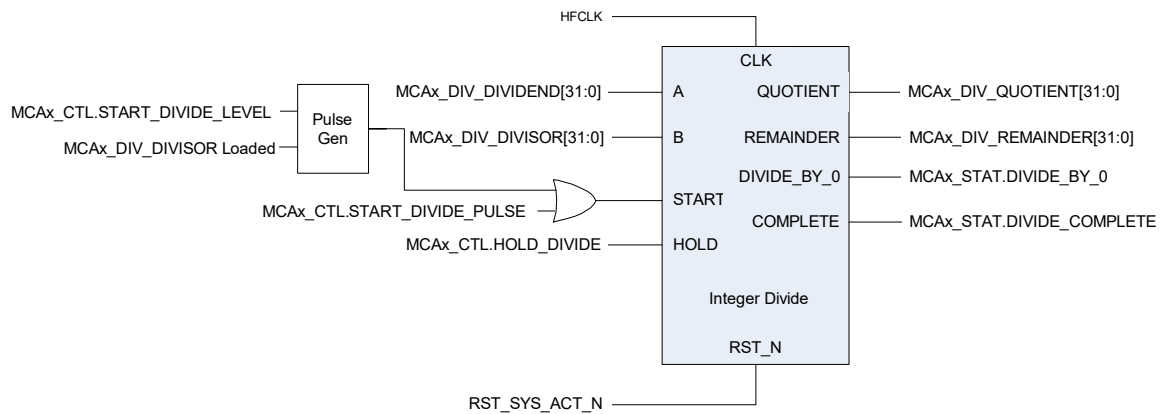 HFCLK
CLK
MCAx_DIV_DIVIDEND[31:0]
A
QUOTIENT
MCAx_DIV_QUOTIENT[31:0]
MCAx_CTL.START_DIVIDE_LEVEL
Pulse
Gen
MCAx_DIV_DIVISOR[31:0]
B
REMAINDER
MCAx_DIV_REMAINDER[31:0]
MCAx_DIV_DIVISOR Loaded
DIVIDE_BY_0
MCAx_STAT.DIVIDE_BY_0
START
MCAx_CTL.START_DIVIDE_PULSE
COMPLETE
MCAx_STAT.DIVIDE_COMPLETE
MCAx_CTL.HOLD_DIVIDE
HOLD
Integer Divide
RST_N
RST_SYS_ACT_N